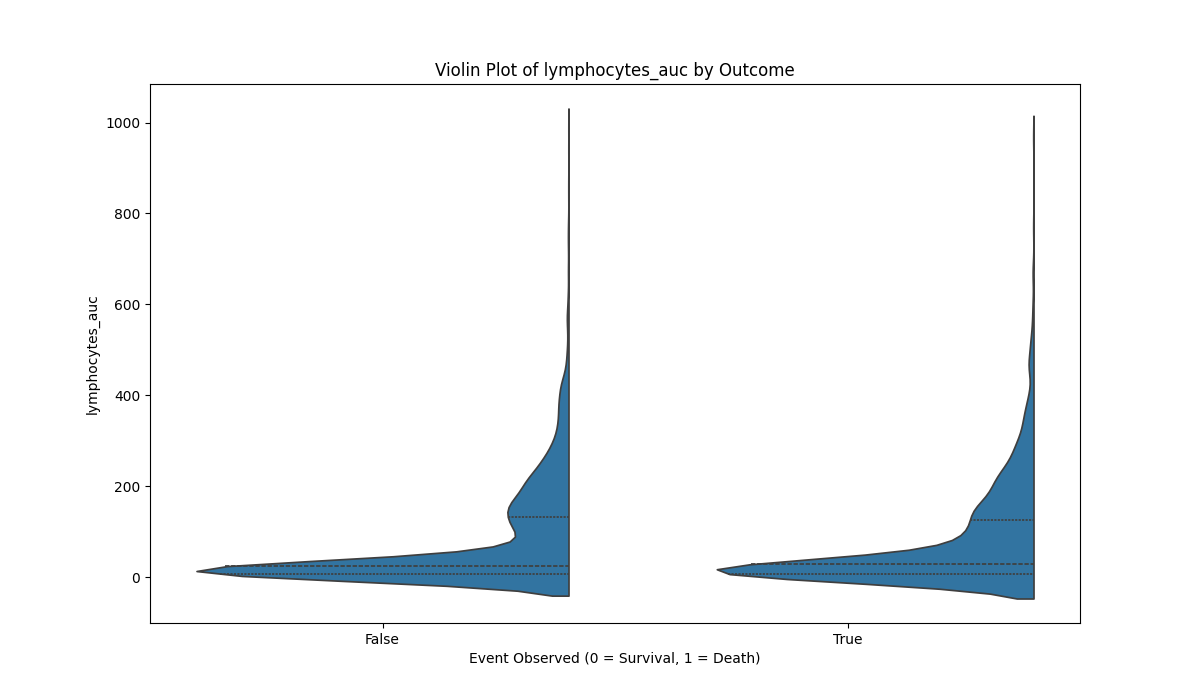 Violin Plot of lymphocytes_auc by Outcome
1000
800
600
400
200
0
lymphocytes_auc
False
True
Event Observed (0 = Survival, 1 = Death)